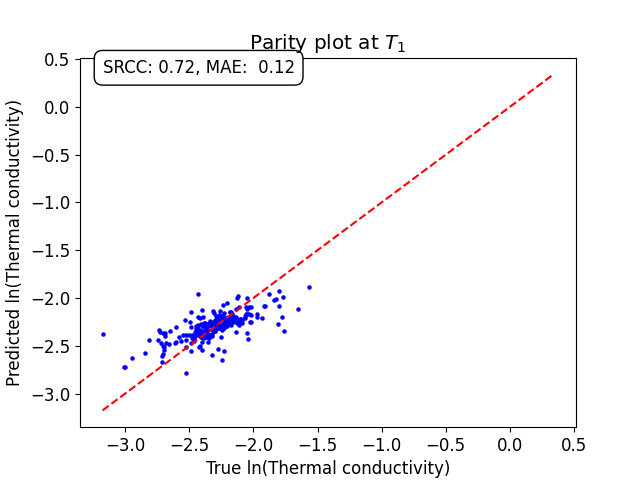 Parity plot at T1
SRCC: 0.72, MAE:  0.12
0.5
0.0
−0.5
−1.0
−1.5
−2.0
−2.5
−3.0
Predicted ln(Thermal conductivity)
−3.0 −2.5 −2.0 −1.5 −1.0 −0.5 0.0 0.5
True ln(Thermal conductivity)